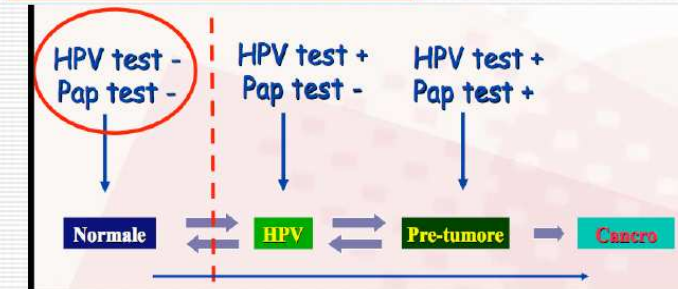 HPV test -
Pap test -
HPV test +
Pap test -
HPV test +
Pap test +
Normale
HPV
Pre-tumore
Cancro